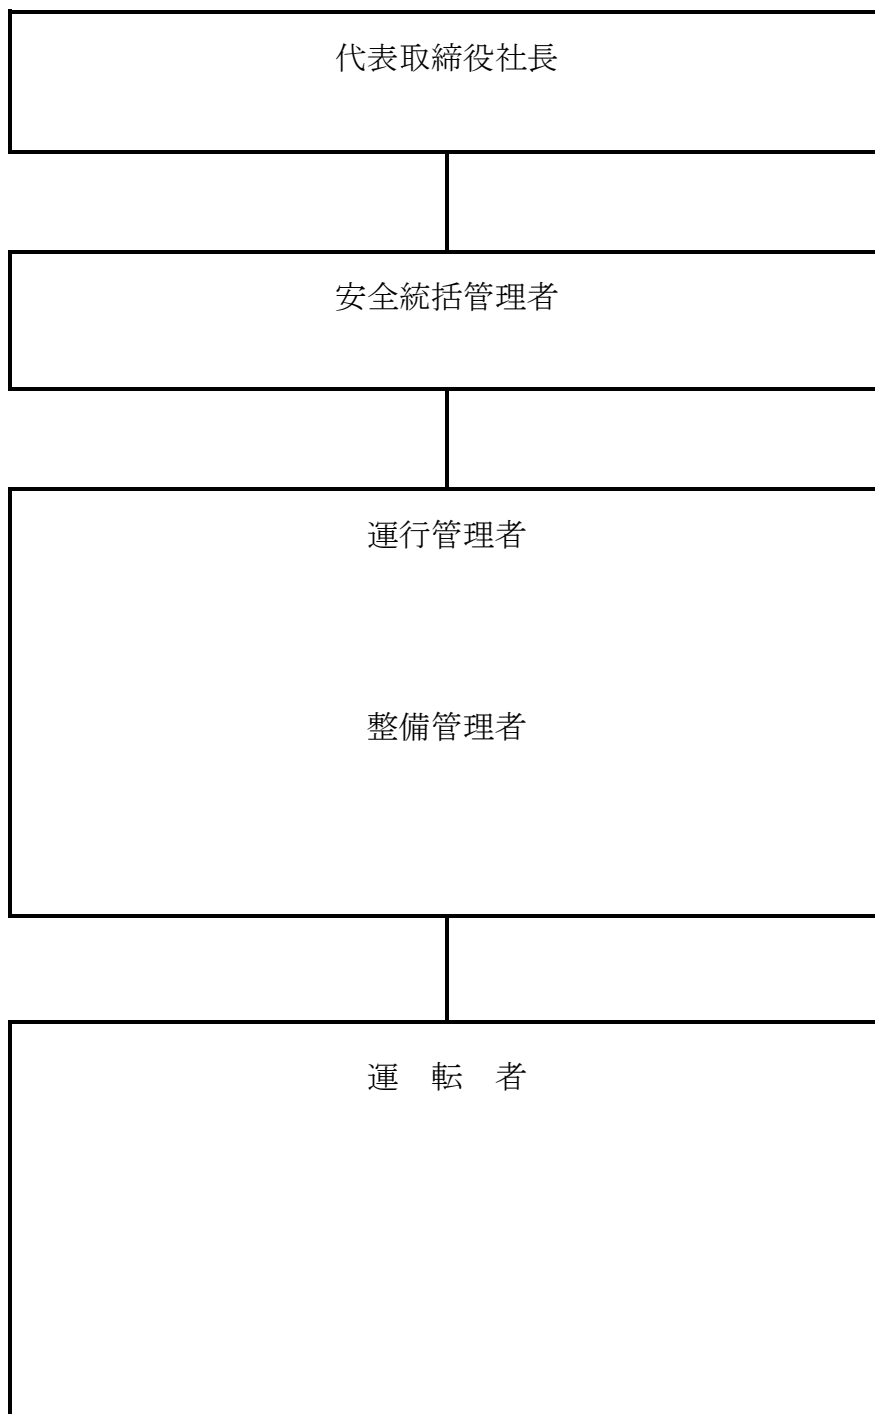 代表取締役社長
安全統括管理者
運行管理者
整備管理者
運　転　者